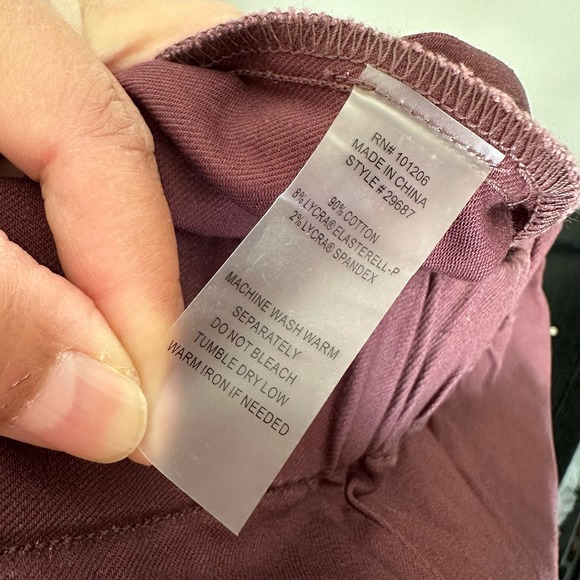 RN# 101206
MADE IN CHINA
STYLE # 29687
90% COTTON
8% LYCRA® ELASTERELL-P
2% LYCRA® SPANDEX
MACHINE WASH WARM
SEPARATELY
DO NOT BLEACH
TUMBLE DRY LOW
WARM IRON IF NEEDED